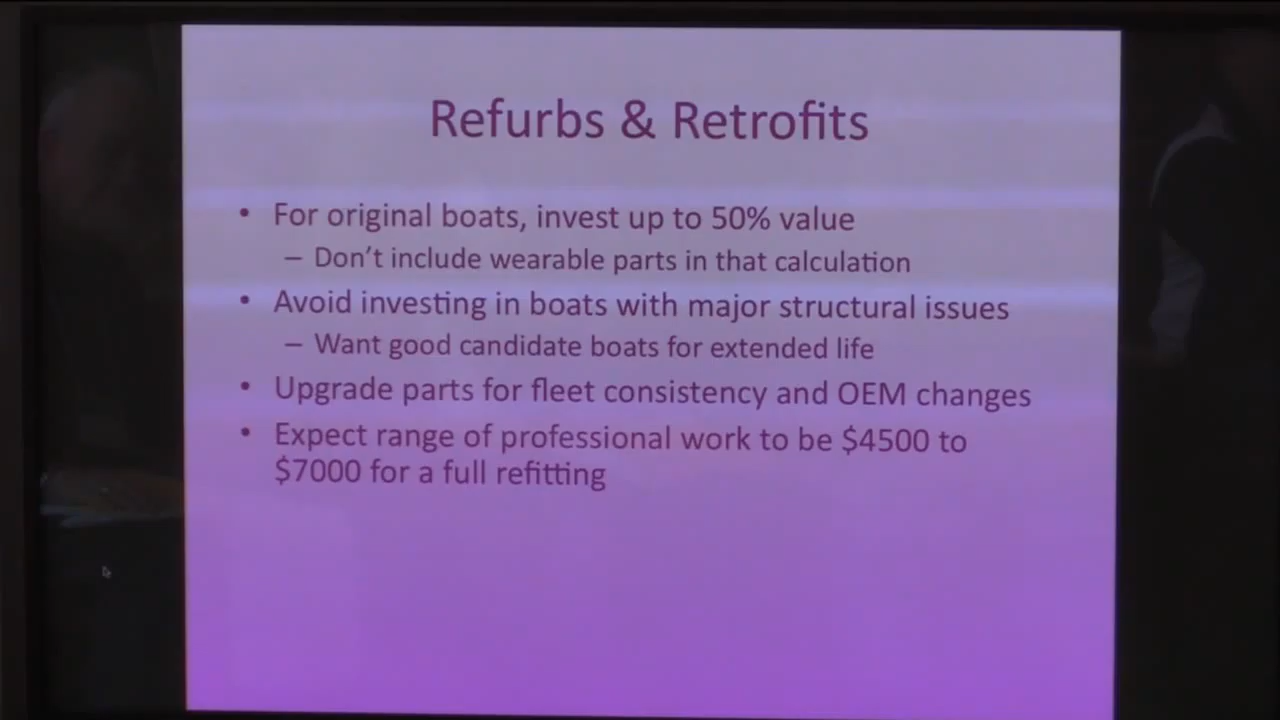 Refurbs & Retrofits
• For original boats, invest up to 50% value
– Don't include wearable parts in that calculation
• Avoid investing in boats with major structural issues
– Want good candidate boats for extended life
• Upgrade parts for fleet consistency and OEM changes
• Expect range of professional work to be $4500 to
$7000 for a full refitting